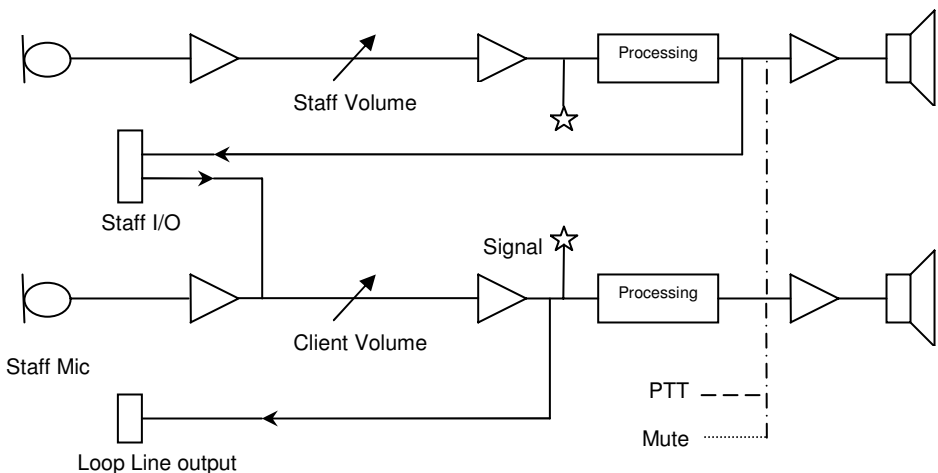 Processing
Staff Volume
Staff I/O
Signal
Processing
Client Volume
Staff Mic
PTT
Mute
Loop Line output